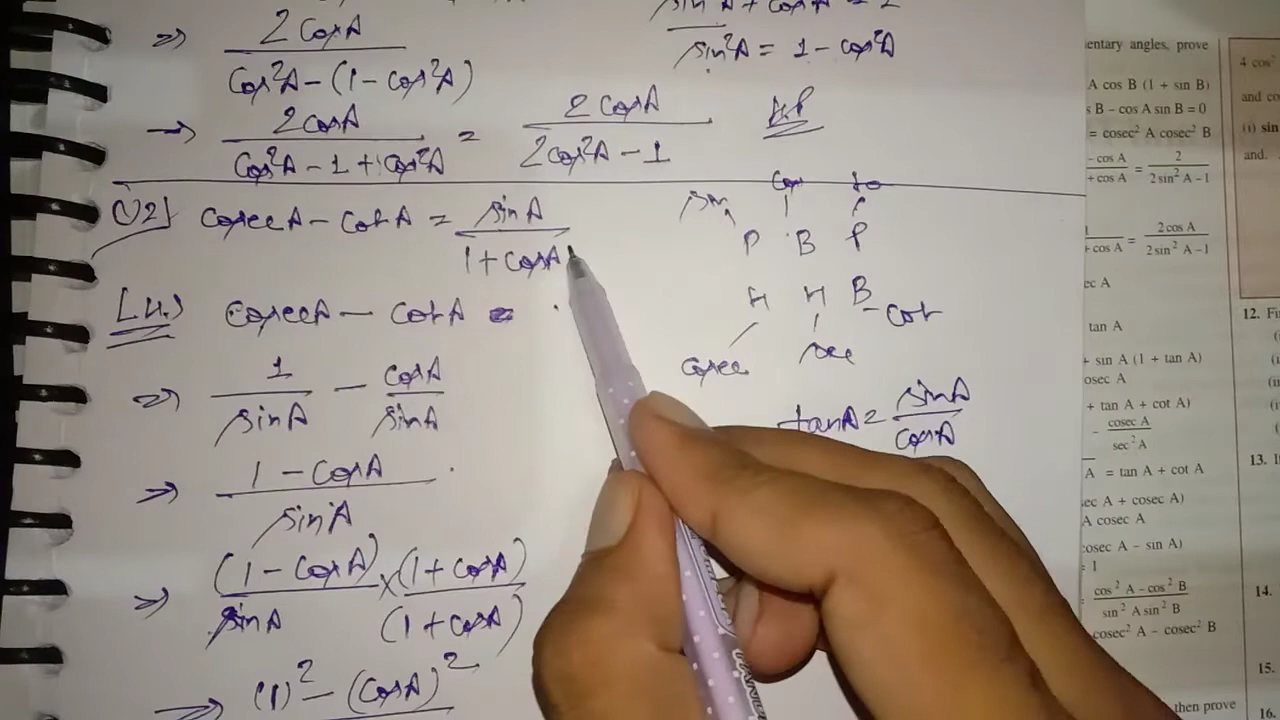 ⇒ 2 cosA / cos²A - (1 - cos²A)
sin²A = 1 - cos²A
→ 2 cosA / cos²A - 1 + cos²A = 2 cosA / 2cos²A - 1 H.P
Q2] cosecA - cotA = sinA / 1 + cosA
sin cos
P B P
H H B - cot
cosec sec
L.H.) cosecA - cotA =
⇒ 1 / sinA - cosA / sinA
tanA = sinA / cosA
⇒ 1 - cosA / sinA
⇒ (1 - cosA) / sinA × (1 + cosA) / (1 + cosA)
⇒ (1)² - (cosA)²
entary angles, prove
A cos B (1 + sin B)
s B - cos A sin B = 0
= cosec² A cosec² B
- cos A / + cos A = 2 / 2 sin² A - 1
1 / + cos A = 2 cos A / 2 sin² A - 1
ec A
tan A
+ sin A (1 + tan A)
osec A
+ tan A + cot A)
- cosec A / sec² A
A = tan A + cot A
ec A + cosec A)
A cosec A
cosec A - sin A)
= 1
cos² A - cos² B / sin² A sin² B
cosec² A - cosec² B
then prove
4 cos²
and co
(i) sin
and.
12. Fi
13. I
14.
15.
16.